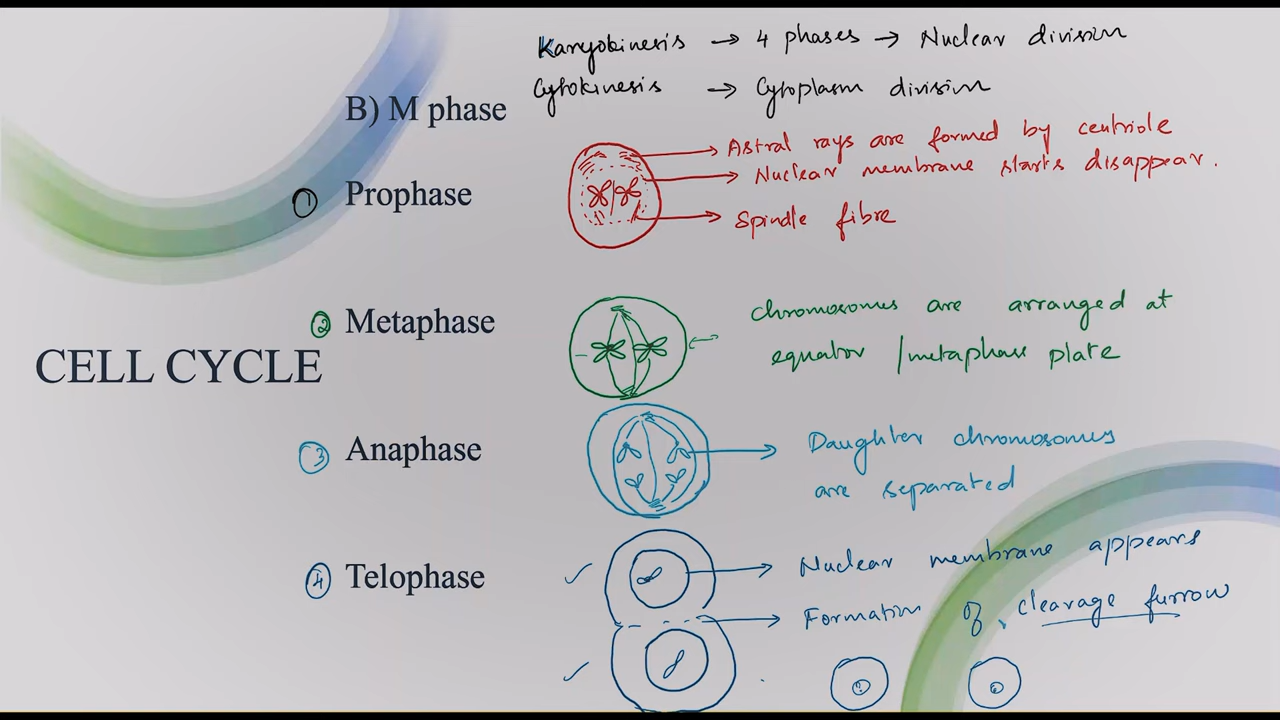 Karyokinesis → 4 phases → Nuclear division
Cytokinesis → Cytoplasm division
B) M phase
Astral rays are formed by centriole
Nuclear membrane starts disappear.
1 Prophase
Spindle fibre
2 Metaphase
chromosomes are arranged at
equator /metaphase plate
CELL CYCLE
3 Anaphase
Daughter chromosomes
are separated
4 Telophase
Nuclear membrane appears
Formation of cleavage furrow